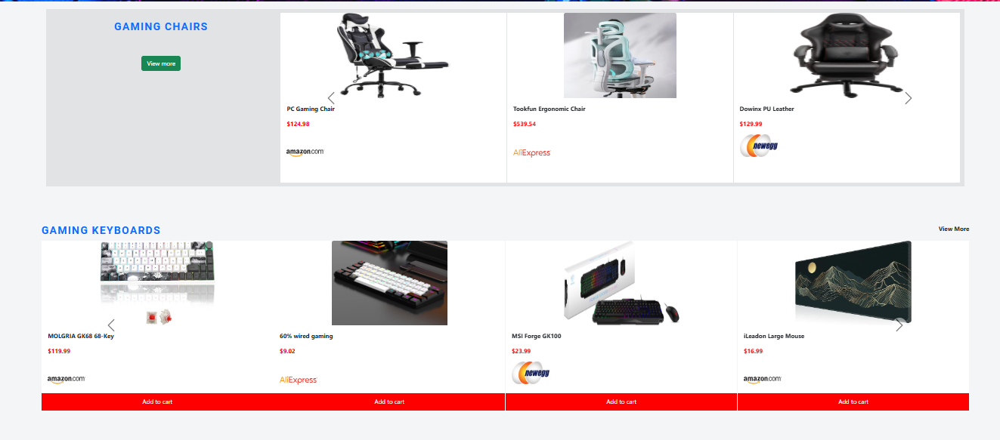 GAMING CHAIRS
View more
PC Gaming Chair
$124.98
amazon.com
Tookfun Ergonomic Chair
$539.54
AliExpress
Dowinx PU Leather
$129.99
newegg
GAMING KEYBOARDS
View More
MOLGRIA GK68 68-Key
$119.99
amazon.com
Add to cart
60% wired gaming
$9.02
AliExpress
Add to cart
MSI Forge GK100
$23.99
newegg
Add to cart
iLeadon Large Mouse
$16.99
amazon.com
Add to cart